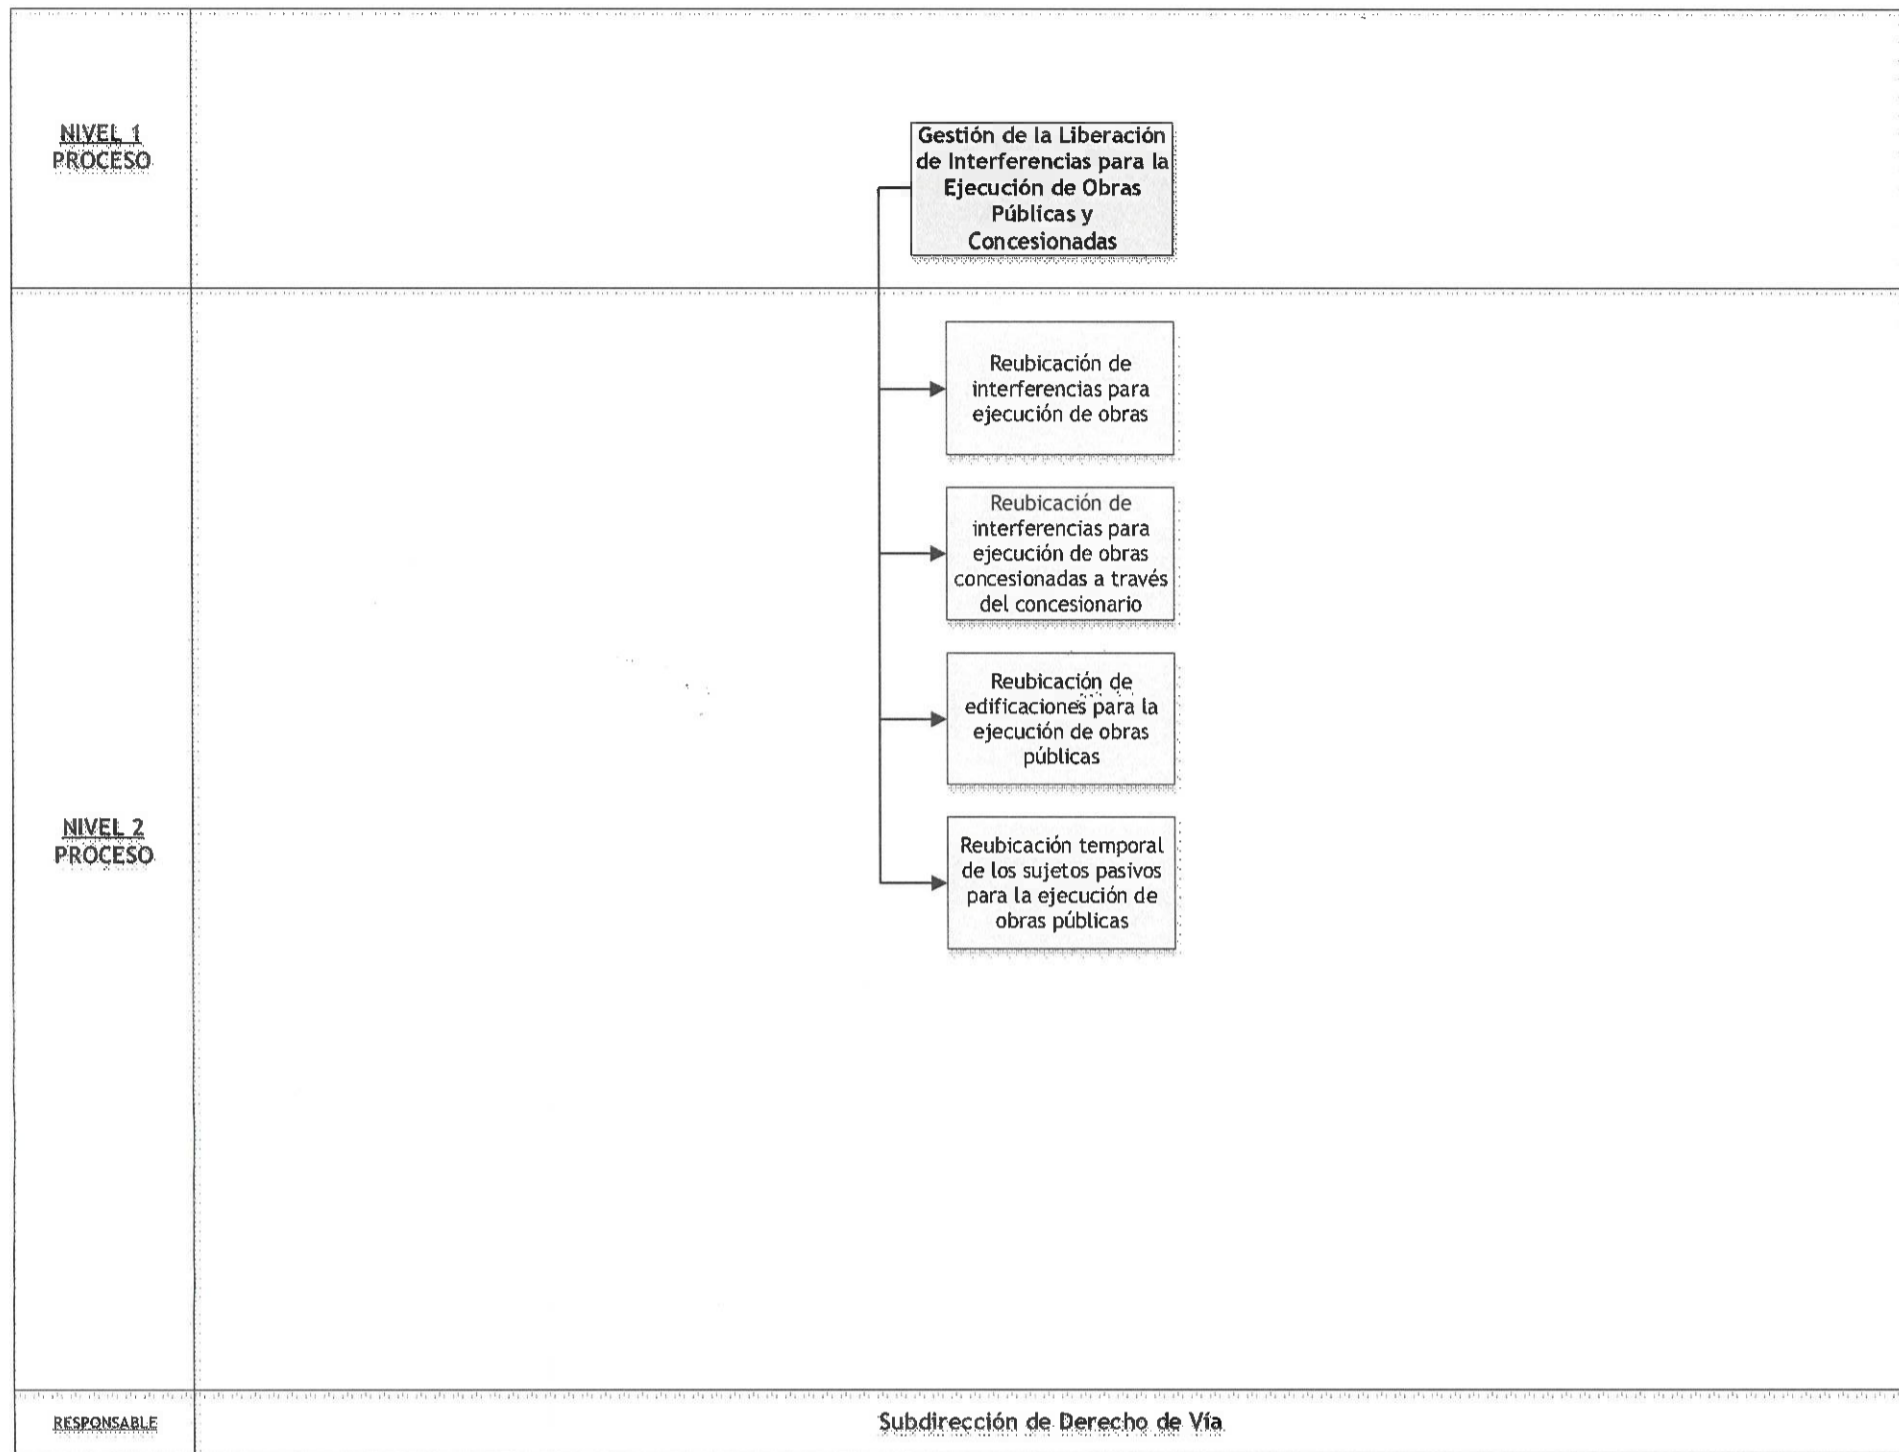 NIVEL 1
PROCESO
Gestión de la Liberación
de Interferencias para la
Ejecución de Obras
Públicas y
Concesionadas
NIVEL 2
PROCESO
Reubicación de
interferencias para
ejecución de obras
Reubicación de
interferencias para
ejecución de obras
concesionadas a través
del concesionario
Reubicación de
edificaciones para la
ejecución de obras
públicas
Reubicación temporal
de los sujetos pasivos
para la ejecución de
obras públicas
RESPONSABLE
Subdirección de Derecho de Vía